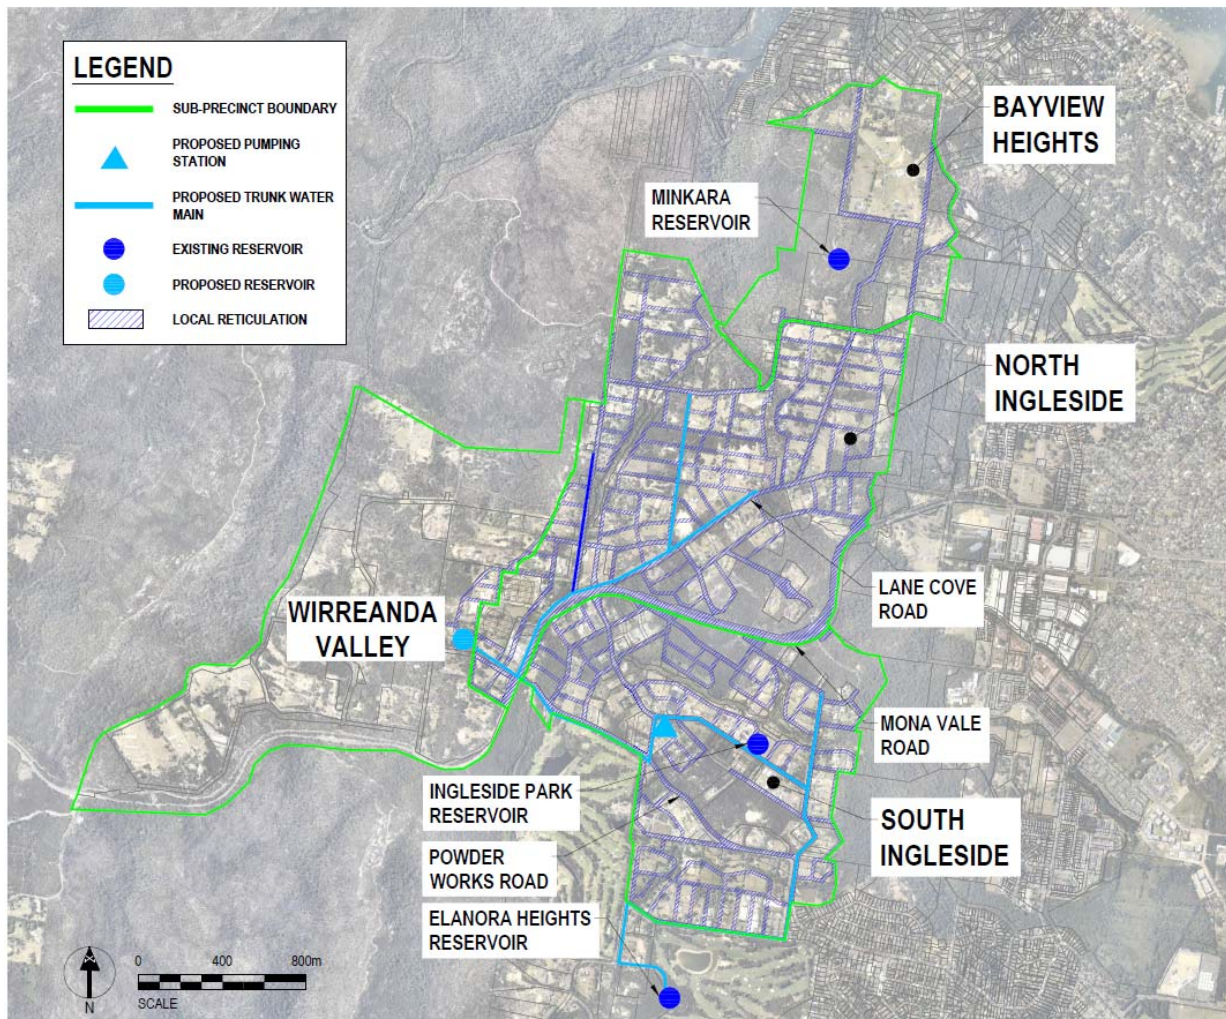 LEGEND
SUB-PRECINCT BOUNDARY
PROPOSED PUMPING
STATION
PROPOSED TRUNK WATER
MAIN
EXISTING RESERVOIR
PROPOSED RESERVOIR
LOCAL RETICULATION
BAYVIEW
HEIGHTS
MINKARA
RESERVOIR
NORTH
INGLESIDE
LANE COVE
ROAD
WIRREANDA
VALLEY
MONA VALE
ROAD
INGLESIDE PARK
RESERVOIR
SOUTH
INGLESIDE
POWDER
WORKS ROAD
ELANORA HEIGHTS
RESERVOIR
0 400 800m
SCALE
N